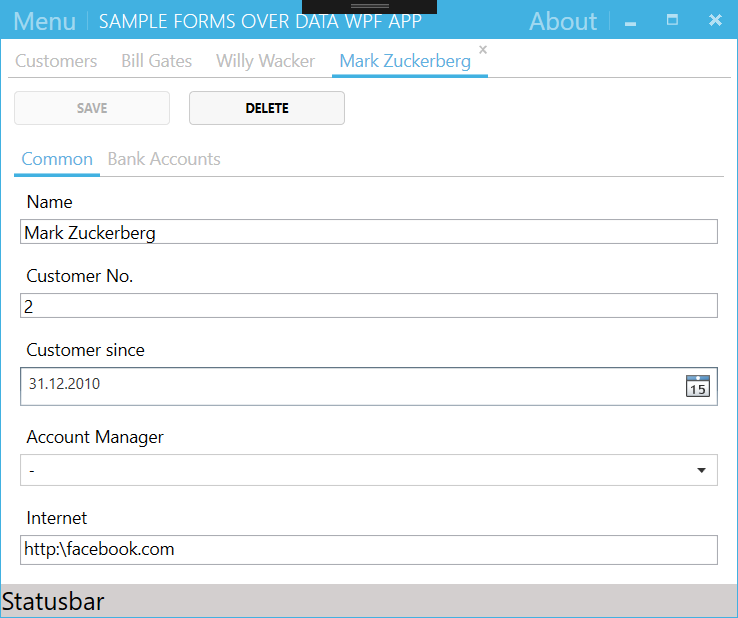 Menu SAMPLE FORMS OVER DATA WPF APP About
Customers Bill Gates Willy Wacker Mark Zuckerberg
SAVE DELETE
Common Bank Accounts
Name
Mark Zuckerberg
Customer No.
2
Customer since
31.12.2010 15
Account Manager
-
Internet
http:\facebook.com
Statusbar